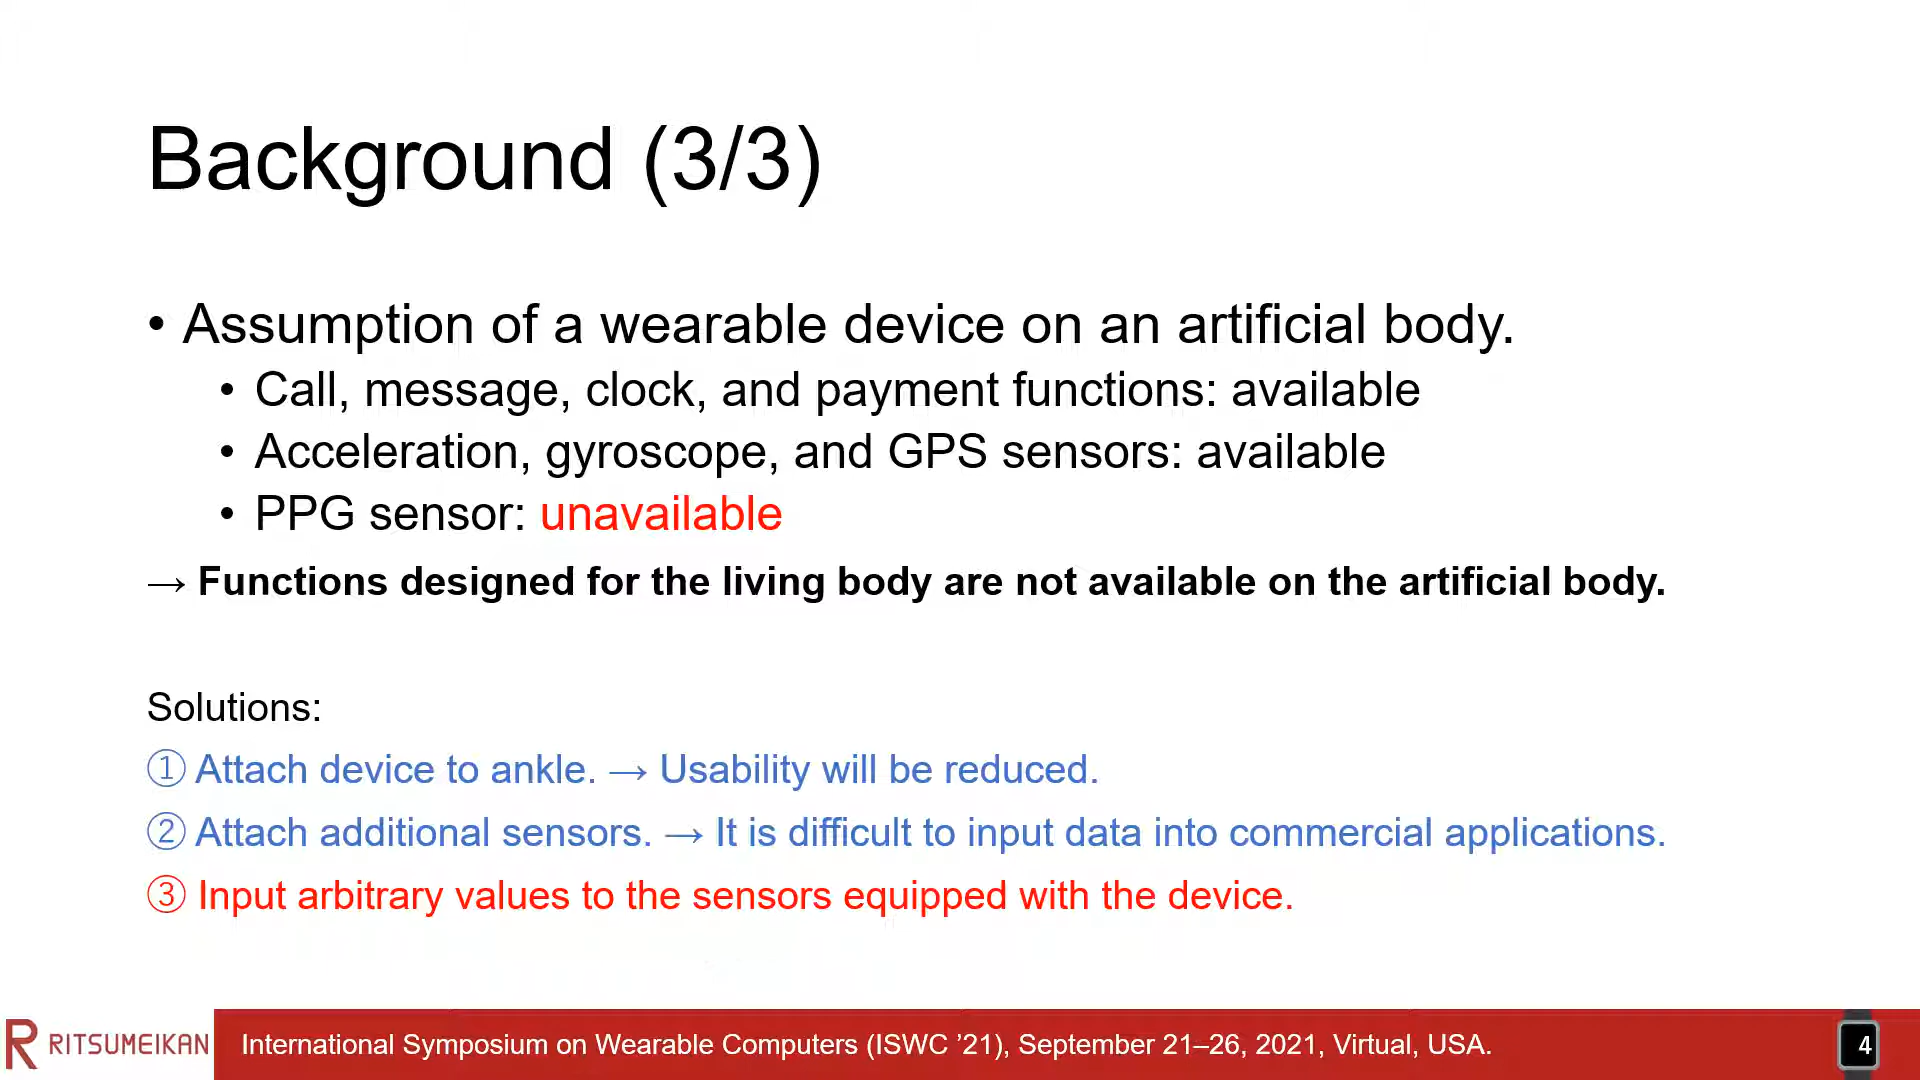 Background (3/3)
• Assumption of a wearable device on an artificial body.
• Call, message, clock, and payment functions: available
• Acceleration, gyroscope, and GPS sensors: available
• PPG sensor: unavailable
→ Functions designed for the living body are not available on the artificial body.
Solutions:
① Attach device to ankle. → Usability will be reduced.
② Attach additional sensors. → It is difficult to input data into commercial applications.
③ Input arbitrary values to the sensors equipped with the device.
R RITSUMEIKAN
International Symposium on Wearable Computers (ISWC ’21), September 21–26, 2021, Virtual, USA.
4